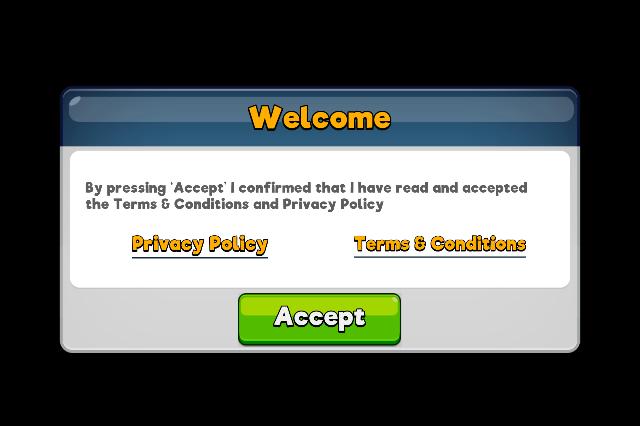 Welcome
By pressing 'Accept' I confirmed that I have read and accepted
the Terms & Conditions and Privacy Policy
Privacy Policy Terms & Conditions
Accept